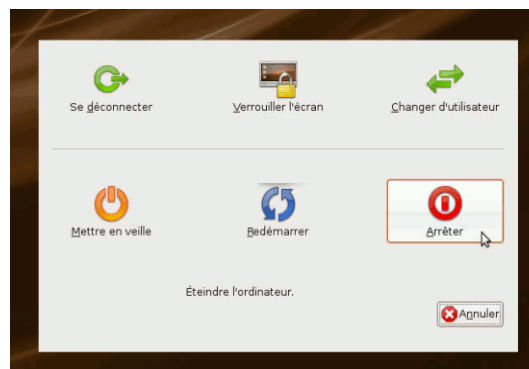 Se déconnecter
Verrouiller l'écran
Changer d'utilisateur
Mettre en veille
Redémarrer
Arrêter
Éteindre l'ordinateur.
Annuler